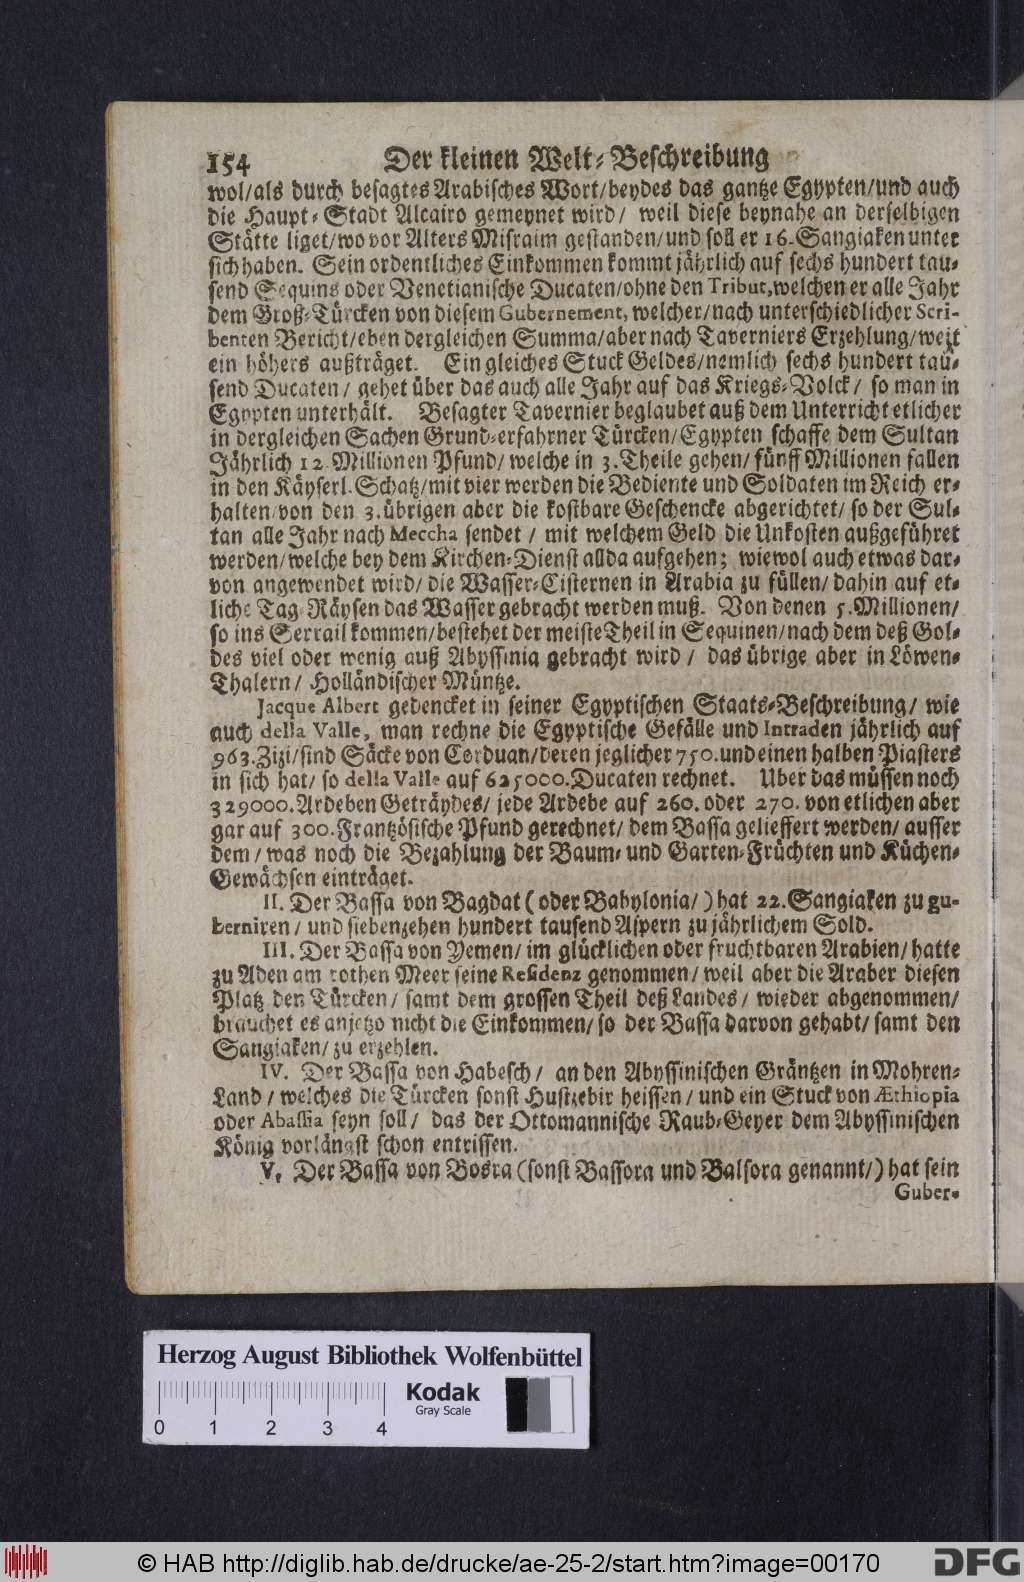 154 Der kleinen Welt-Beschreibung
wol/als durch besagtes Arabisches Wort/beydes das gantze Egypten/und auch
die Haupt-Stadt Alcairo gemeynet wird/ weil diese beynahe an derselbigen
Stätte liget/wo vor Alters Misraim gestanden/und soll er 16. Sangiaken unter
sich haben. Sein ordentliches Einkommen kommt jährlich auf sechs hundert tau-
send Sequins oder Venetianische Ducaten/ohne den Tribut, welchen er alle Jahr
dem Groß-Türcken von diesem Gubernement, welcher/nach unterschiedlicher Scri-
benten Bericht/eben dergleichen Summa/aber nach Taverniers Erzehlung/weit
ein höhers außträget. Ein gleiches Stuck Geldes/nemlich sechs hundert tau-
send Ducaten/ gehet über das auch alle Jahr auf das Kriegs-Volck/ so man in
Egypten unterhält. Besagter Tavernier beglaubet auß dem Unterricht etlicher
in dergleichen Sachen Grund-erfahrner Türcken/Egypten schaffe dem Sultan
Jährlich 12. Millionen Pfund/ welche in 3. Theile gehen/ fünff Millionen fallen
in den Käyserl. Schatz/mit vier werden die Bediente und Soldaten im Reich er-
halten/von den 3. übrigen aber die kostbare Geschencke abgerichtet/ so der Sul-
tan alle Jahr nach Meccha sendet / mit welchem Geld die Unkosten außgeführet
werden/welche bey dem Kirchen-Dienst allda aufgehen; wiewol auch etwas dar-
von angewendet wird/ die Wasser-Cisternen in Arabia zu füllen/ dahin auf et-
liche Tag-Räysen das Wasser gebracht werden muß. Von denen 5. Millionen/
so ins Serrail kommen/bestehet der meiste Theil in Sequinen/nach dem deß Gol-
des viel oder wenig auß Abyssinia gebracht wird / das übrige aber in Löwen-
Thalern/ Holländischer Müntze.
Jacque Albert gedencket in seiner Egyptischen Staats-Beschreibung/ wie
auch della Valle, man rechne die Egyptische Gefälle und Intraden jährlich auf
963. Zizi/sind Säcke von Corduan/deren jeglicher 750. und einen halben Piasters
in sich hat/ so della Valle auf 625000. Ducaten rechnet. Uber das müssen noch
329000. Ardeben Geträydes/ jede Ardebe auf 260. oder 270. von etlichen aber
gar auf 300. Frantzösische Pfund gerechnet/ dem Bassa gelieffert werden/ ausser
dem / was noch die Bezahlung der Baum- und Garten-Früchten und Küchen-
Gewächsen einträget.
II. Der Bassa von Bagdat ( oder Babylonia/ ) hat 22. Sangiaken zu gu-
berniren / und siebenzehen hundert tausend Aspern zu jährlichem Sold.
III. Der Bassa von Yemen/ im glücklichen oder fruchtbaren Arabien/ hatte
zu Aden am rothen Meer seine Residenz genommen/ weil aber die Araber diesen
Platz den Türcken/ samt dem grossen Theil deß Landes/ wieder abgenommen/
brauchet es anjetzo nicht die Einkommen/ so der Bassa darvon gehabt/ samt den
Sangiaken/ zu erzehlen.
IV. Der Bassa von Habesch / an den Abyssinischen Gräntzen in Mohren-
Land / welches die Türcken sonst Hustzebir heissen / und ein Stuck von Æthiopia
oder Abassia seyn soll / das der Ottomannische Raub-Geyer dem Abyssinischen
König vorlängst schon entrissen.
V. Der Bassa von Bosra (sonst Bassora und Balsora genannt/) hat sein
Guber-
Herzog August Bibliothek Wolfenbüttel
0 1 2 3 4
Kodak
Gray Scale
© HAB http://diglib.hab.de/drucke/ae-25-2/start.htm?image=00170
DFG